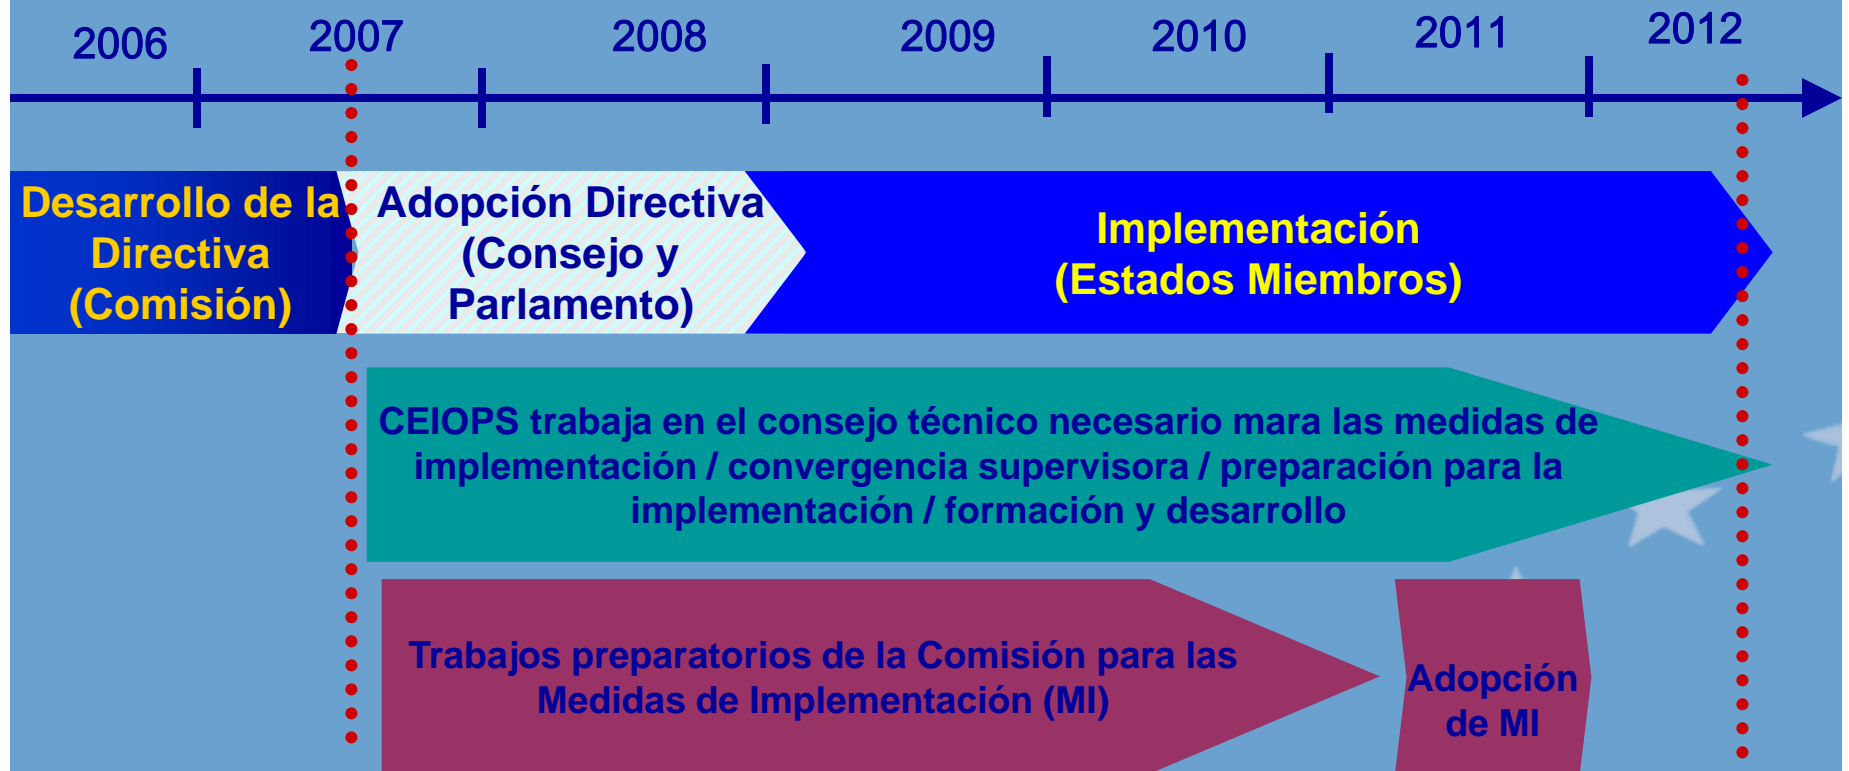 2006 2007 2008 2009 2010 2011 2012
Desarrollo de la
Directiva
(Comisión)
Adopción Directiva
(Consejo y
Parlamento)
Implementación
(Estados Miembros)
CEIOPS trabaja en el consejo técnico necesario mara las medidas de
implementación / convergencia supervisora / preparación para la
implementación / formación y desarrollo
Trabajos preparatorios de la Comisión para las
Medidas de Implementación (MI)
Adopción
de MI